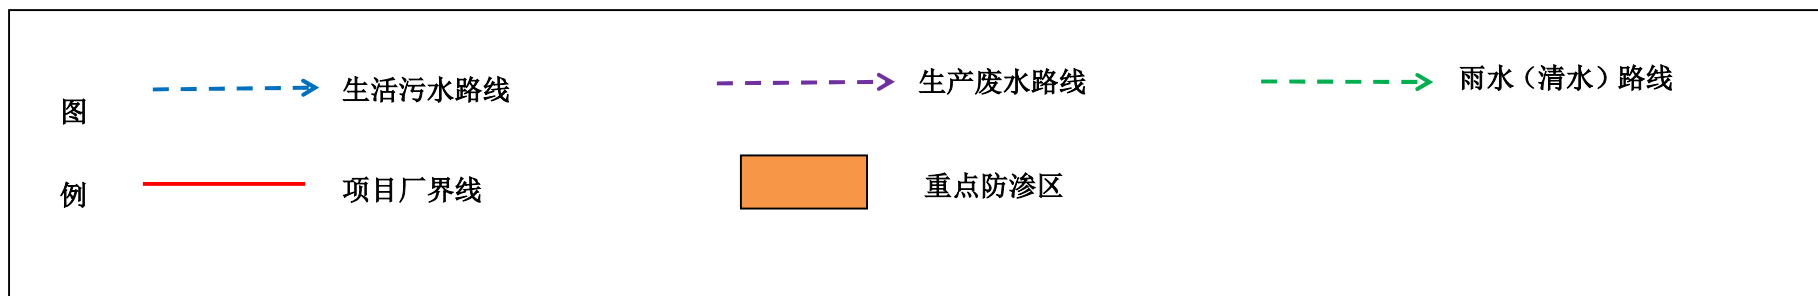 图例
生活污水路线
生产废水路线
雨水（清水）路线
项目厂界线
重点防渗区